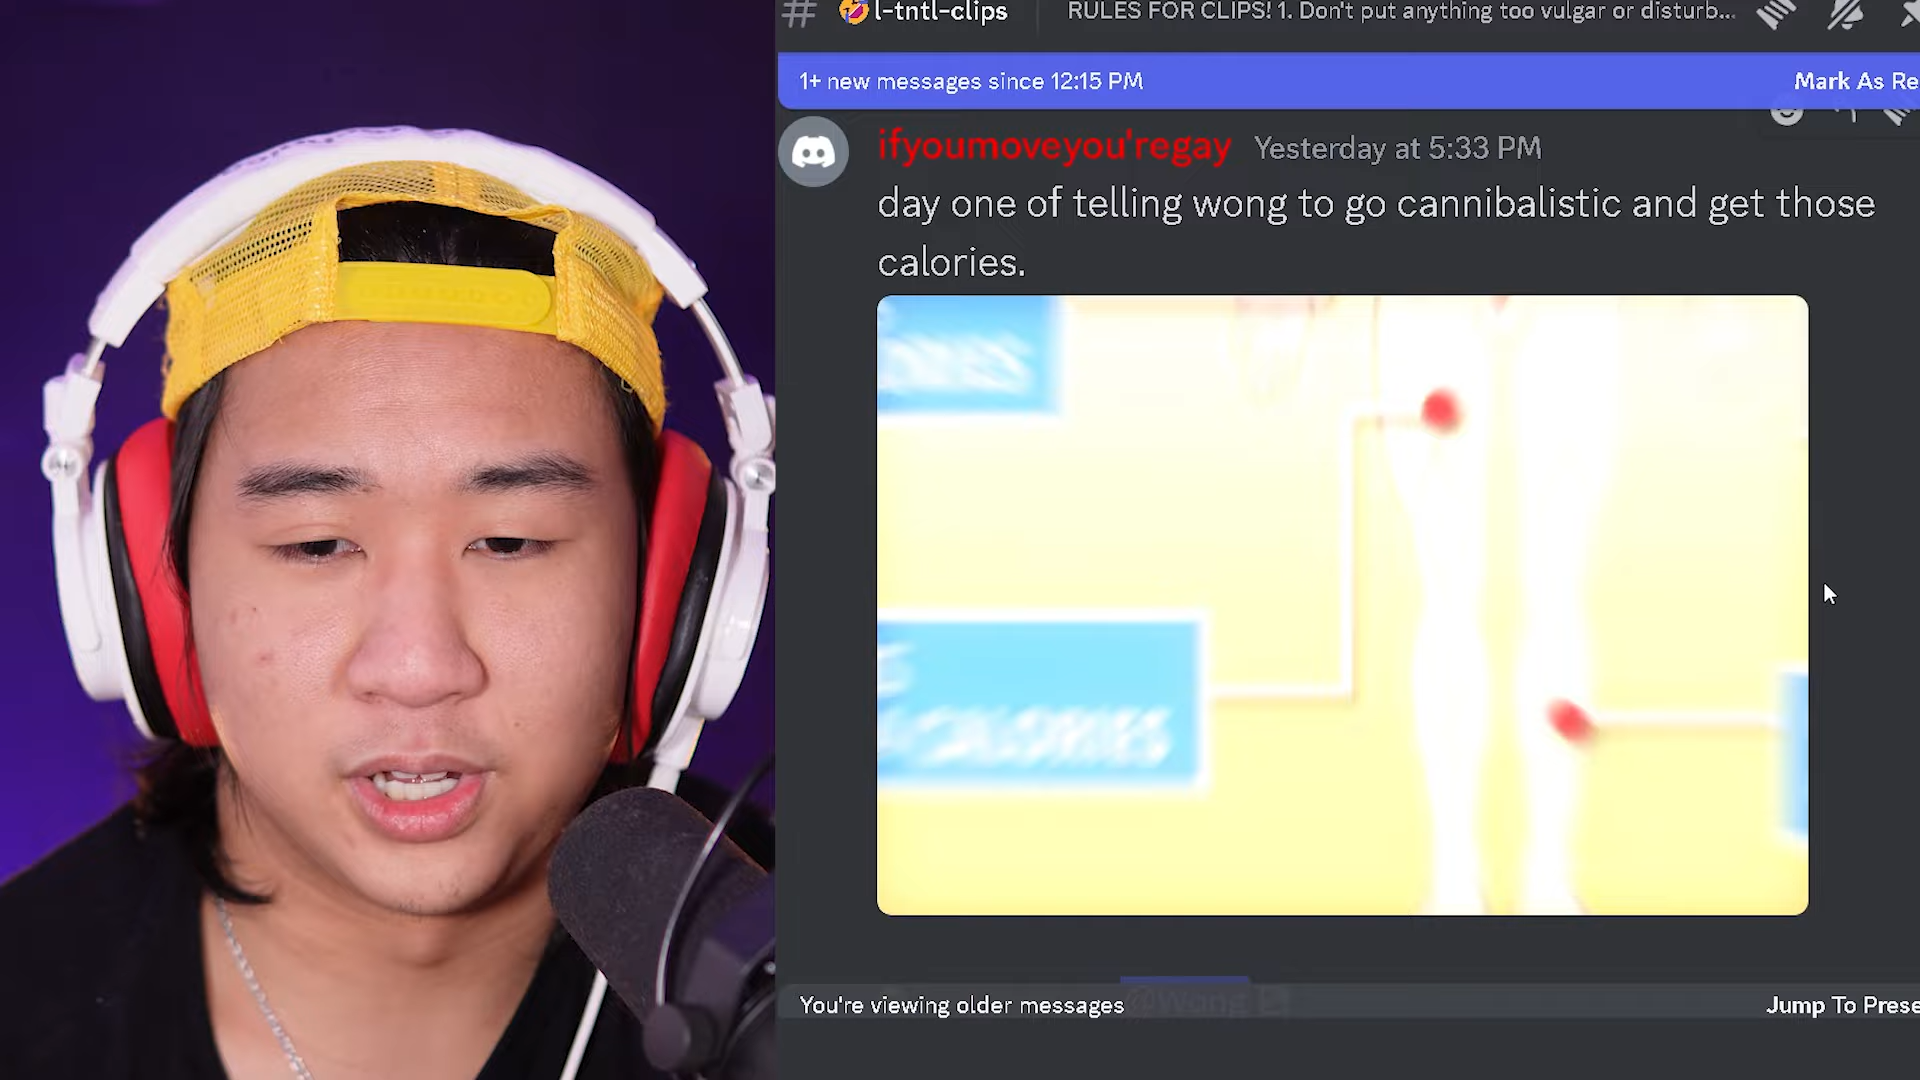 # 🤣 l-tntl-clips RULES FOR CLIPS! 1. Don't put anything too vulgar or disturb...
1+ new messages since 12:15 PM Mark As Re
ifyoumoveyou'regay Yesterday at 5:33 PM
day one of telling wong to go cannibalistic and get those
calories.
CALORIES
You're viewing older messages @Wong Jump To Prese